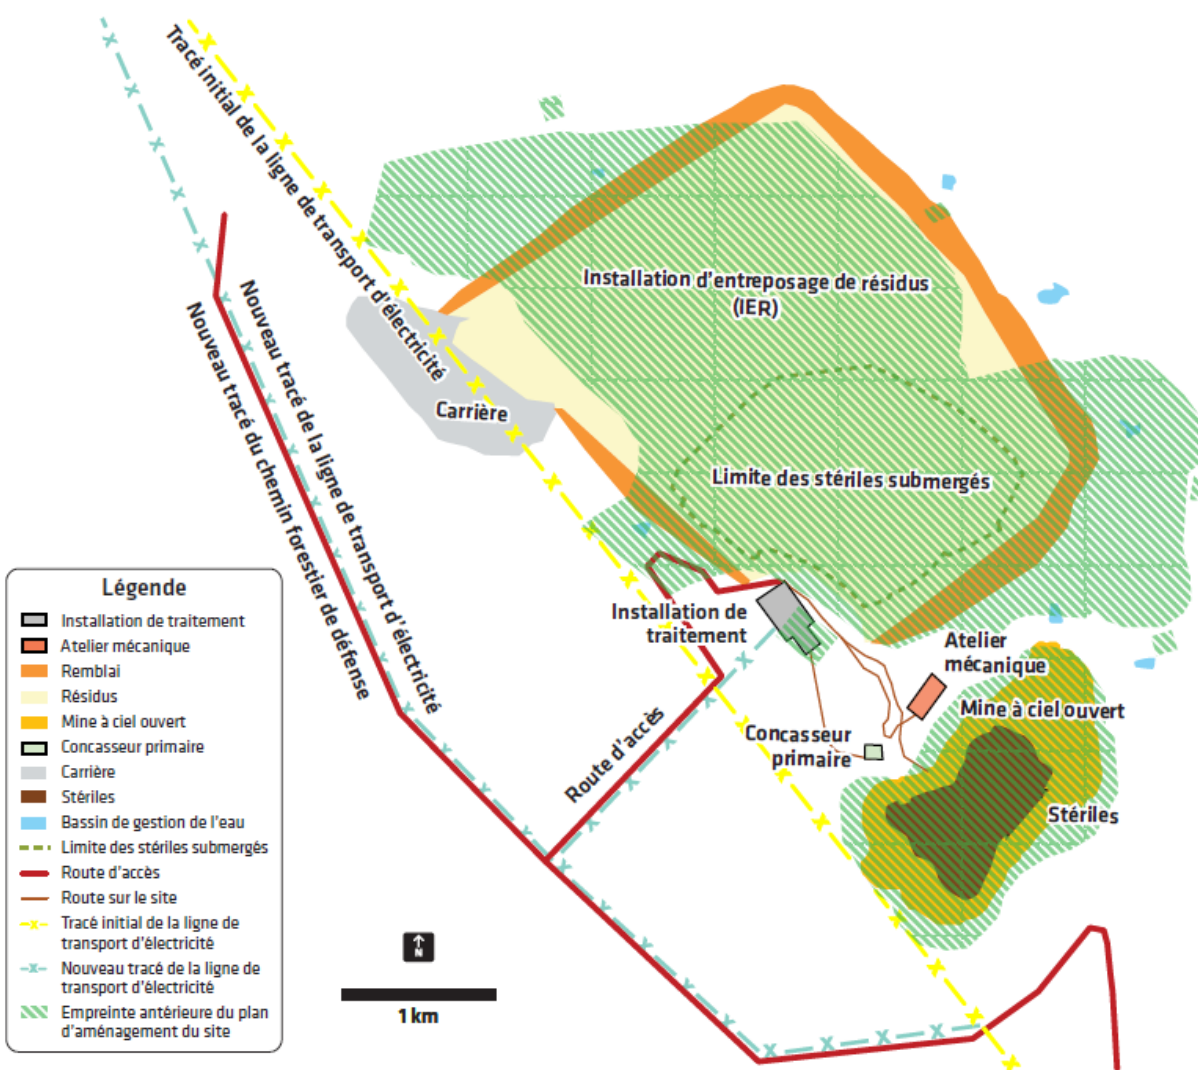 Tracé initial de la ligne de transport d'électricité
Nouveau tracé de la ligne de transport d'électricité
Nouveau tracé du chemin forestier de défense
Installation d'entreposage de résidus
(IER)
Carrière
Limite des stériles submergés
Installation de
traitement
Atelier
mécanique
Mine à ciel ouvert
Concasseur
primaire
Route d'accès
Stériles
Légende
Installation de traitement
Atelier mécanique
Remblai
Résidus
Mine à ciel ouvert
Concasseur primaire
Carrière
Stériles
Bassin de gestion de l'eau
Limite des stériles submergés
Route d'accès
Route sur le site
Tracé initial de la ligne de
transport d'électricité
Nouveau tracé de la ligne de
transport d'électricité
Empreinte antérieure du plan
d'aménagement du site
N
1 km